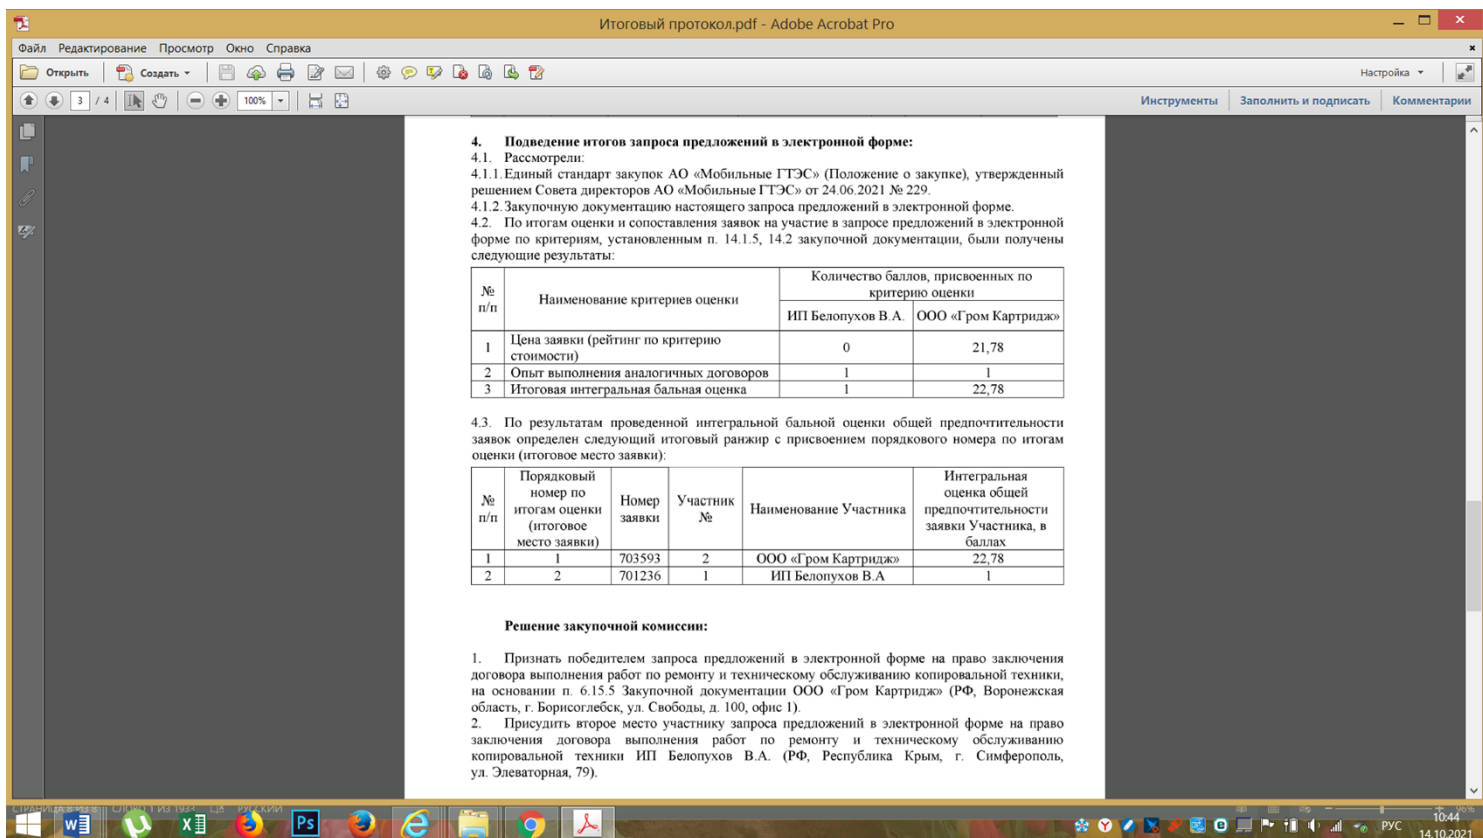 Итоговый протокол.pdf - Adobe Acrobat Pro
Файл Редактирование Просмотр Окно Справка
Открыть Создать Настройка
3 / 4 100% Инструменты Заполнить и подписать Комментарии
4. Подведение итогов запроса предложений в электронной форме:
4.1. Рассмотрели:
4.1.1. Единый стандарт закупок АО «Мобильные ГТЭС» (Положение о закупке), утвержденный
решением Совета директоров АО «Мобильные ГТЭС» от 24.06.2021 № 229.
4.1.2. Закупочную документацию настоящего запроса предложений в электронной форме.
4.2. По итогам оценки и сопоставления заявок на участие в запросе предложений в электронной
форме по критериям, установленным п. 14.1.5, 14.2 закупочной документации, были получены
следующие результаты:
№ п/п Наименование критериев оценки Количество баллов, присвоенных по критерию оценки
ИП Белопухов В.А. ООО «Гром Картридж»
1 Цена заявки (рейтинг по критерию стоимости) 0 21,78
2 Опыт выполнения аналогичных договоров 1 1
3 Итоговая интегральная бальная оценка 1 22,78
4.3. По результатам проведенной интегральной бальной оценки общей предпочтительности
заявок определен следующий итоговый ранжир с присвоением порядкового номера по итогам
оценки (итоговое место заявки):
№ п/п Порядковый номер по итогам оценки (итоговое место заявки) Номер заявки Участник № Наименование Участника Интегральная оценка общей предпочтительности заявки Участника, в баллах
1 1 703593 2 ООО «Гром Картридж» 22,78
2 2 701236 1 ИП Белопухов В.А 1
Решение закупочной комиссии:
1. Признать победителем запроса предложений в электронной форме на право заключения
договора выполнения работ по ремонту и техническому обслуживанию копировальной техники,
на основании п. 6.15.5 Закупочной документации ООО «Гром Картридж» (РФ, Воронежская
область, г. Борисоглебск, ул. Свободы, д. 100, офис 1).
2. Присудить второе место участнику запроса предложений в электронной форме на право
заключения договора выполнения работ по ремонту и техническому обслуживанию
копировальной техники ИП Белопухов В.А. (РФ, Республика Крым, г. Симферополь,
ул. Элеваторная, 79).
СТРАНИЦА 8 ИЗ 8 СЛОВО 1 ИЗ 1933 РУССКИЙ 96%
Ps РУС 10:44
14.10.2021